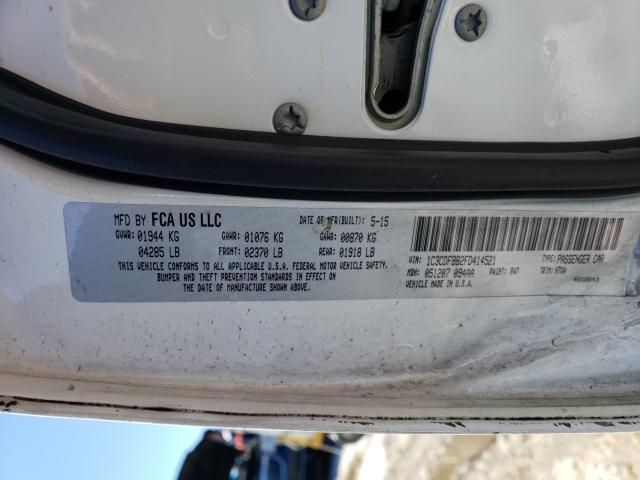 MFD BY FCA US LLC
DATE OF MFR(BUILT): 5-15
GVWR: 01944 KG GAWR: 01076 KG GAWR: 00870 KG
04285 LB FRONT: 02370 LB REAR: 01918 LB
THIS VEHICLE CONFORMS TO ALL APPLICABLE U.S.A. FEDERAL MOTOR VEHICLE SAFETY,
BUMPER AND THEFT PREVENTION STANDARDS IN EFFECT ON
THE DATE OF MANUFACTURE SHOWN ABOVE.
VIN: 1C3CDFBB2FD414521 TYPE: PASSENGER CAR
MDH: 051207 094AA PAINT: PW7 TRIM:
VEHICLE MADE IN U.S.A.